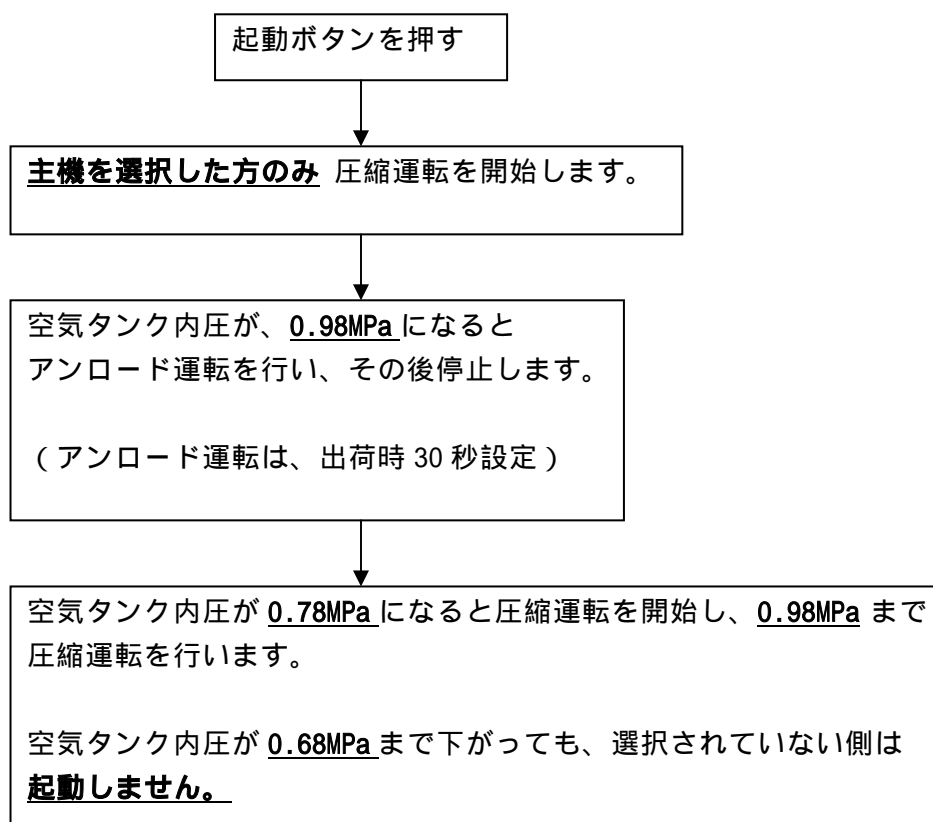 起動ボタンを押す
主機を選択した方のみ 圧縮運転を開始します。
空気タンク内圧が、0.98MPa になると
アンロード運転を行い、その後停止します。
（アンロード運転は、出荷時 30 秒設定）
空気タンク内圧が 0.78MPa になると圧縮運転を開始し、0.98MPa まで
圧縮運転を行います。
空気タンク内圧が 0.68MPa まで下がっても、選択されていない側は
起動しません。